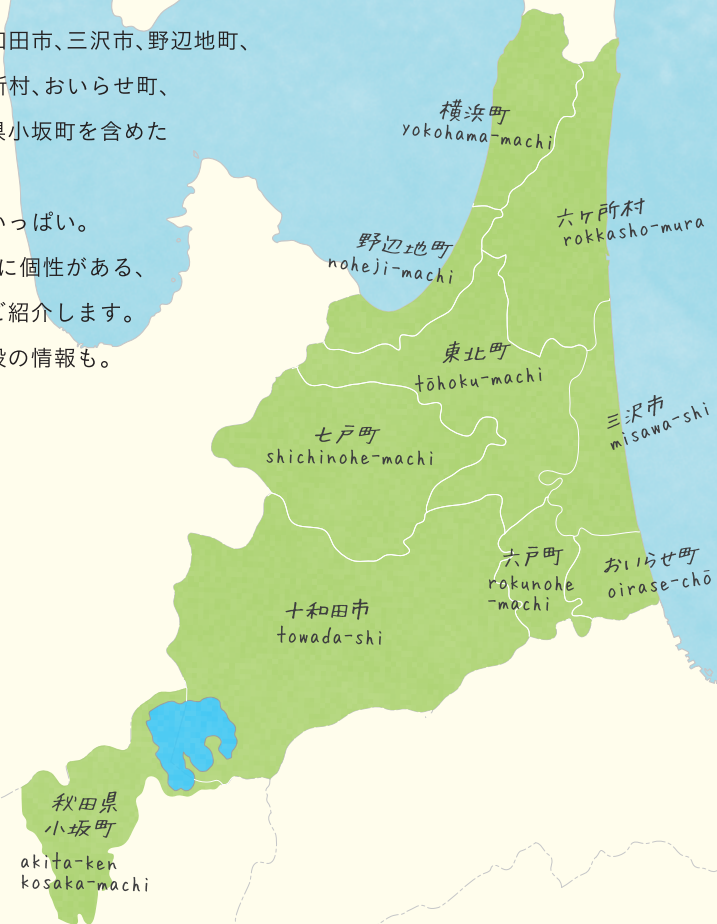 田市、三沢市、野辺地町、
村、おいらせ町、
小坂町を含めた
いっぱい。
に個性がある、
ご紹介します。
の情報も。
横浜町
yokohama-machi
六ヶ所村
rokkasho-mura
野辺地町
noheji-machi
東北町
tōhoku-machi
三沢市
misawa-shi
七戸町
shichinohe-machi
六戸町
rokunohe
-machi
おいらせ町
oirase-chō
十和田市
towada-shi
秋田県
小坂町
akita-ken
kosaka-machi